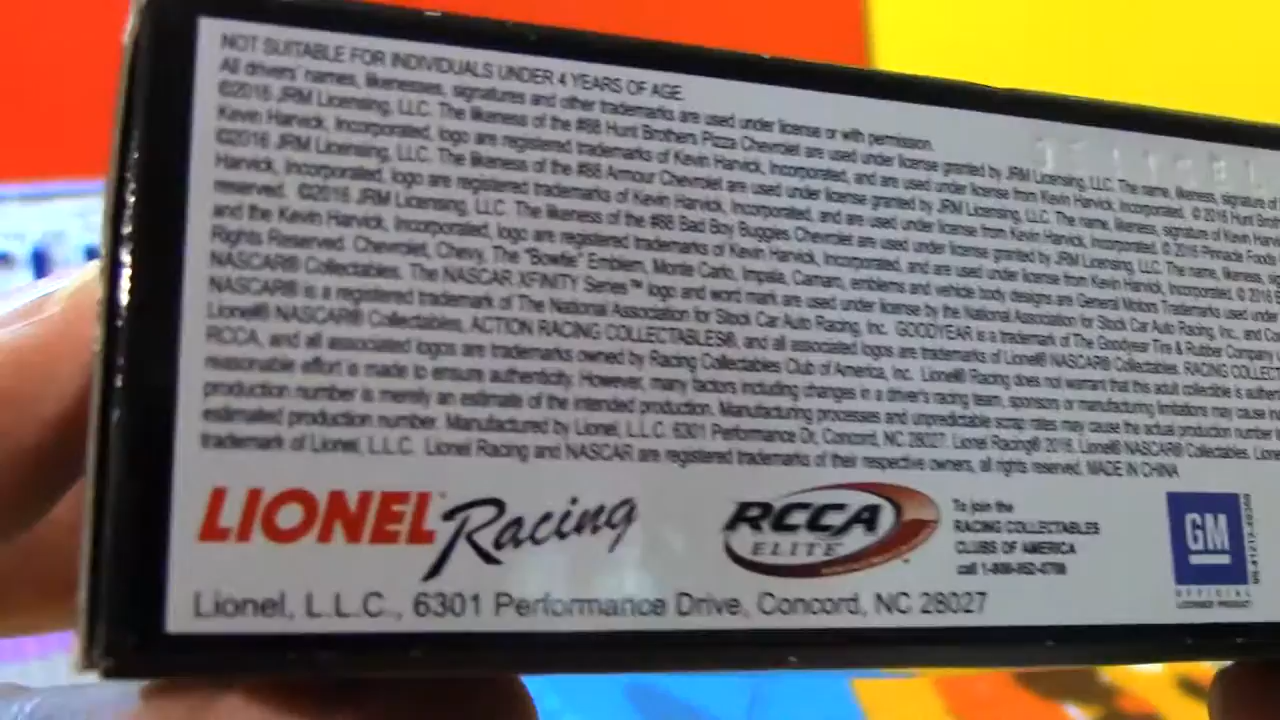 NOT SUITABLE FOR INDIVIDUALS UNDER 4 YEARS OF AGE.
All drivers' names, likenesses, signatures and other trademarks are used under license or with permission.
©2016 JRM Licensing, LLC. The likeness of the #88 Hunt Brothers Pizza Chevrolet are used under license granted by JRM Licensing, LLC. The name, likeness, signature of
Kevin Harvick, Incorporated, logo are registered trademarks of Kevin Harvick, Incorporated, and are used under license from Kevin Harvick, Incorporated. © 2016 Hunt
©2016 JRM Licensing, LLC. The likeness of the #88 Armour Chevrolet are used under license granted by JRM Licensing, LLC. The name, likeness, signature of Kevin
Harvick, Incorporated, logo are registered trademarks of Kevin Harvick, Incorporated, and are used under license from Kevin Harvick, Incorporated. © 2016 Pinnacle Foods
reserved. ©2016 JRM Licensing, LLC. The likeness of the #88 Bad Boy Buggies Chevrolet are used under license granted by JRM Licensing, LLC. The name, likeness,
and the Kevin Harvick, Incorporated, logo are registered trademarks of Kevin Harvick, Incorporated, and are used under license from Kevin Harvick, Incorporated. © 2016
Rights Reserved. Chevrolet, Chevy, The "Bowtie" Emblem, Monte Carlo, Impala, Camaro, emblems and vehicle body designs are General Motors Trademarks used under
NASCAR® Collectables. The NASCAR XFINITY Series™ logo and word mark are used under license by the National Association for Stock Car Auto Racing, Inc., and
NASCAR® is a registered trademark of The National Association for Stock Car Auto Racing, Inc. GOODYEAR is a trademark of The Goodyear Tire & Rubber Company
Lionel® NASCAR® Collectables, ACTION RACING COLLECTABLES®, and all associated logos are trademarks of Lionel® NASCAR® Collectables. RACING
RCCA, and all associated logos are trademarks owned by Racing Collectables Club of America, Inc. Lionel® Racing does not warrant that this adult collectible is
reasonable effort is made to ensure authenticity. However, many factors including changes in a driver's racing team, sponsors or manufacturing limitations may cause
production number is merely an estimate of the intended production. Manufacturing processes and unpredictable scrap rates may cause the actual production number
estimated production number. Manufactured by Lionel, L.L.C. 6301 Performance Dr, Concord, NC 28027. Lionel Racing® 2016. Lionel® NASCAR® Collectables.
trademark of Lionel, L.L.C. Lionel Racing and NASCAR are registered trademarks of their respective owners, all rights reserved. MADE IN CHINA
LIONEL Racing
RCCA
ELITE
To join the
RACING COLLECTABLES
CLUBS OF AMERICA
call
GM
OFFICIAL
LICENSED PRODUCT
Lionel, L.L.C., 6301 Performance Drive, Concord, NC 28027